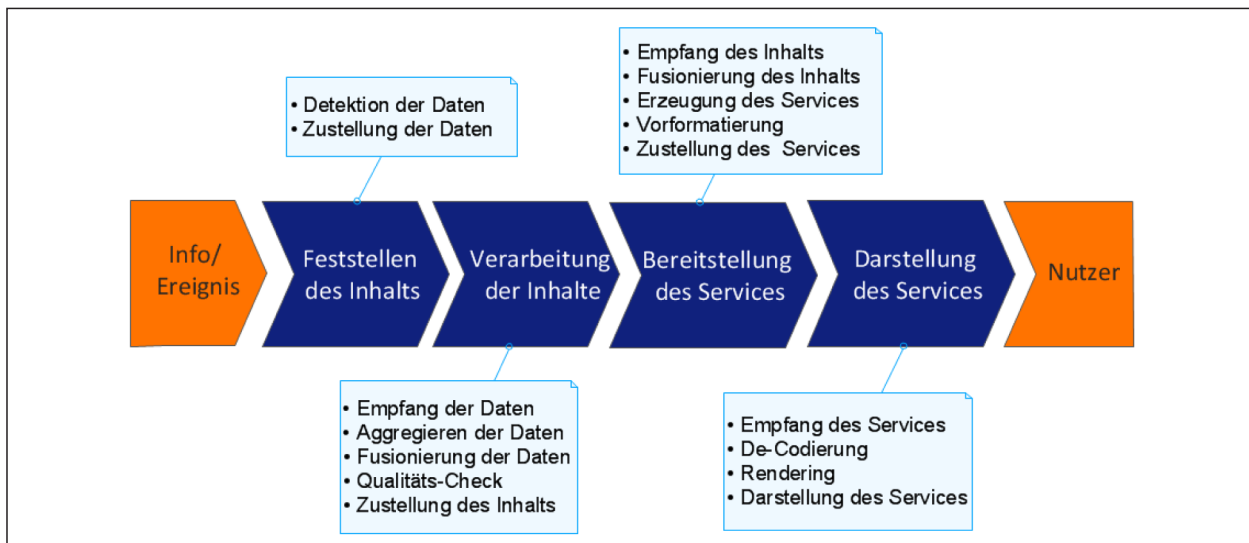 • Empfang des Inhalts
• Fusionierung des Inhalts
• Erzeugung des Services
• Vorformatierung
• Zustellung des Services
• Detektion der Daten
• Zustellung der Daten
Info/
Ereignis
Feststellen
des Inhalts
Verarbeitung
der Inhalte
Bereitstellung
des Services
Darstellung
des Services
Nutzer
• Empfang der Daten
• Aggregieren der Daten
• Fusionierung der Daten
• Qualitäts-Check
• Zustellung des Inhalts
• Empfang des Services
• De-Codierung
• Rendering
• Darstellung des Services